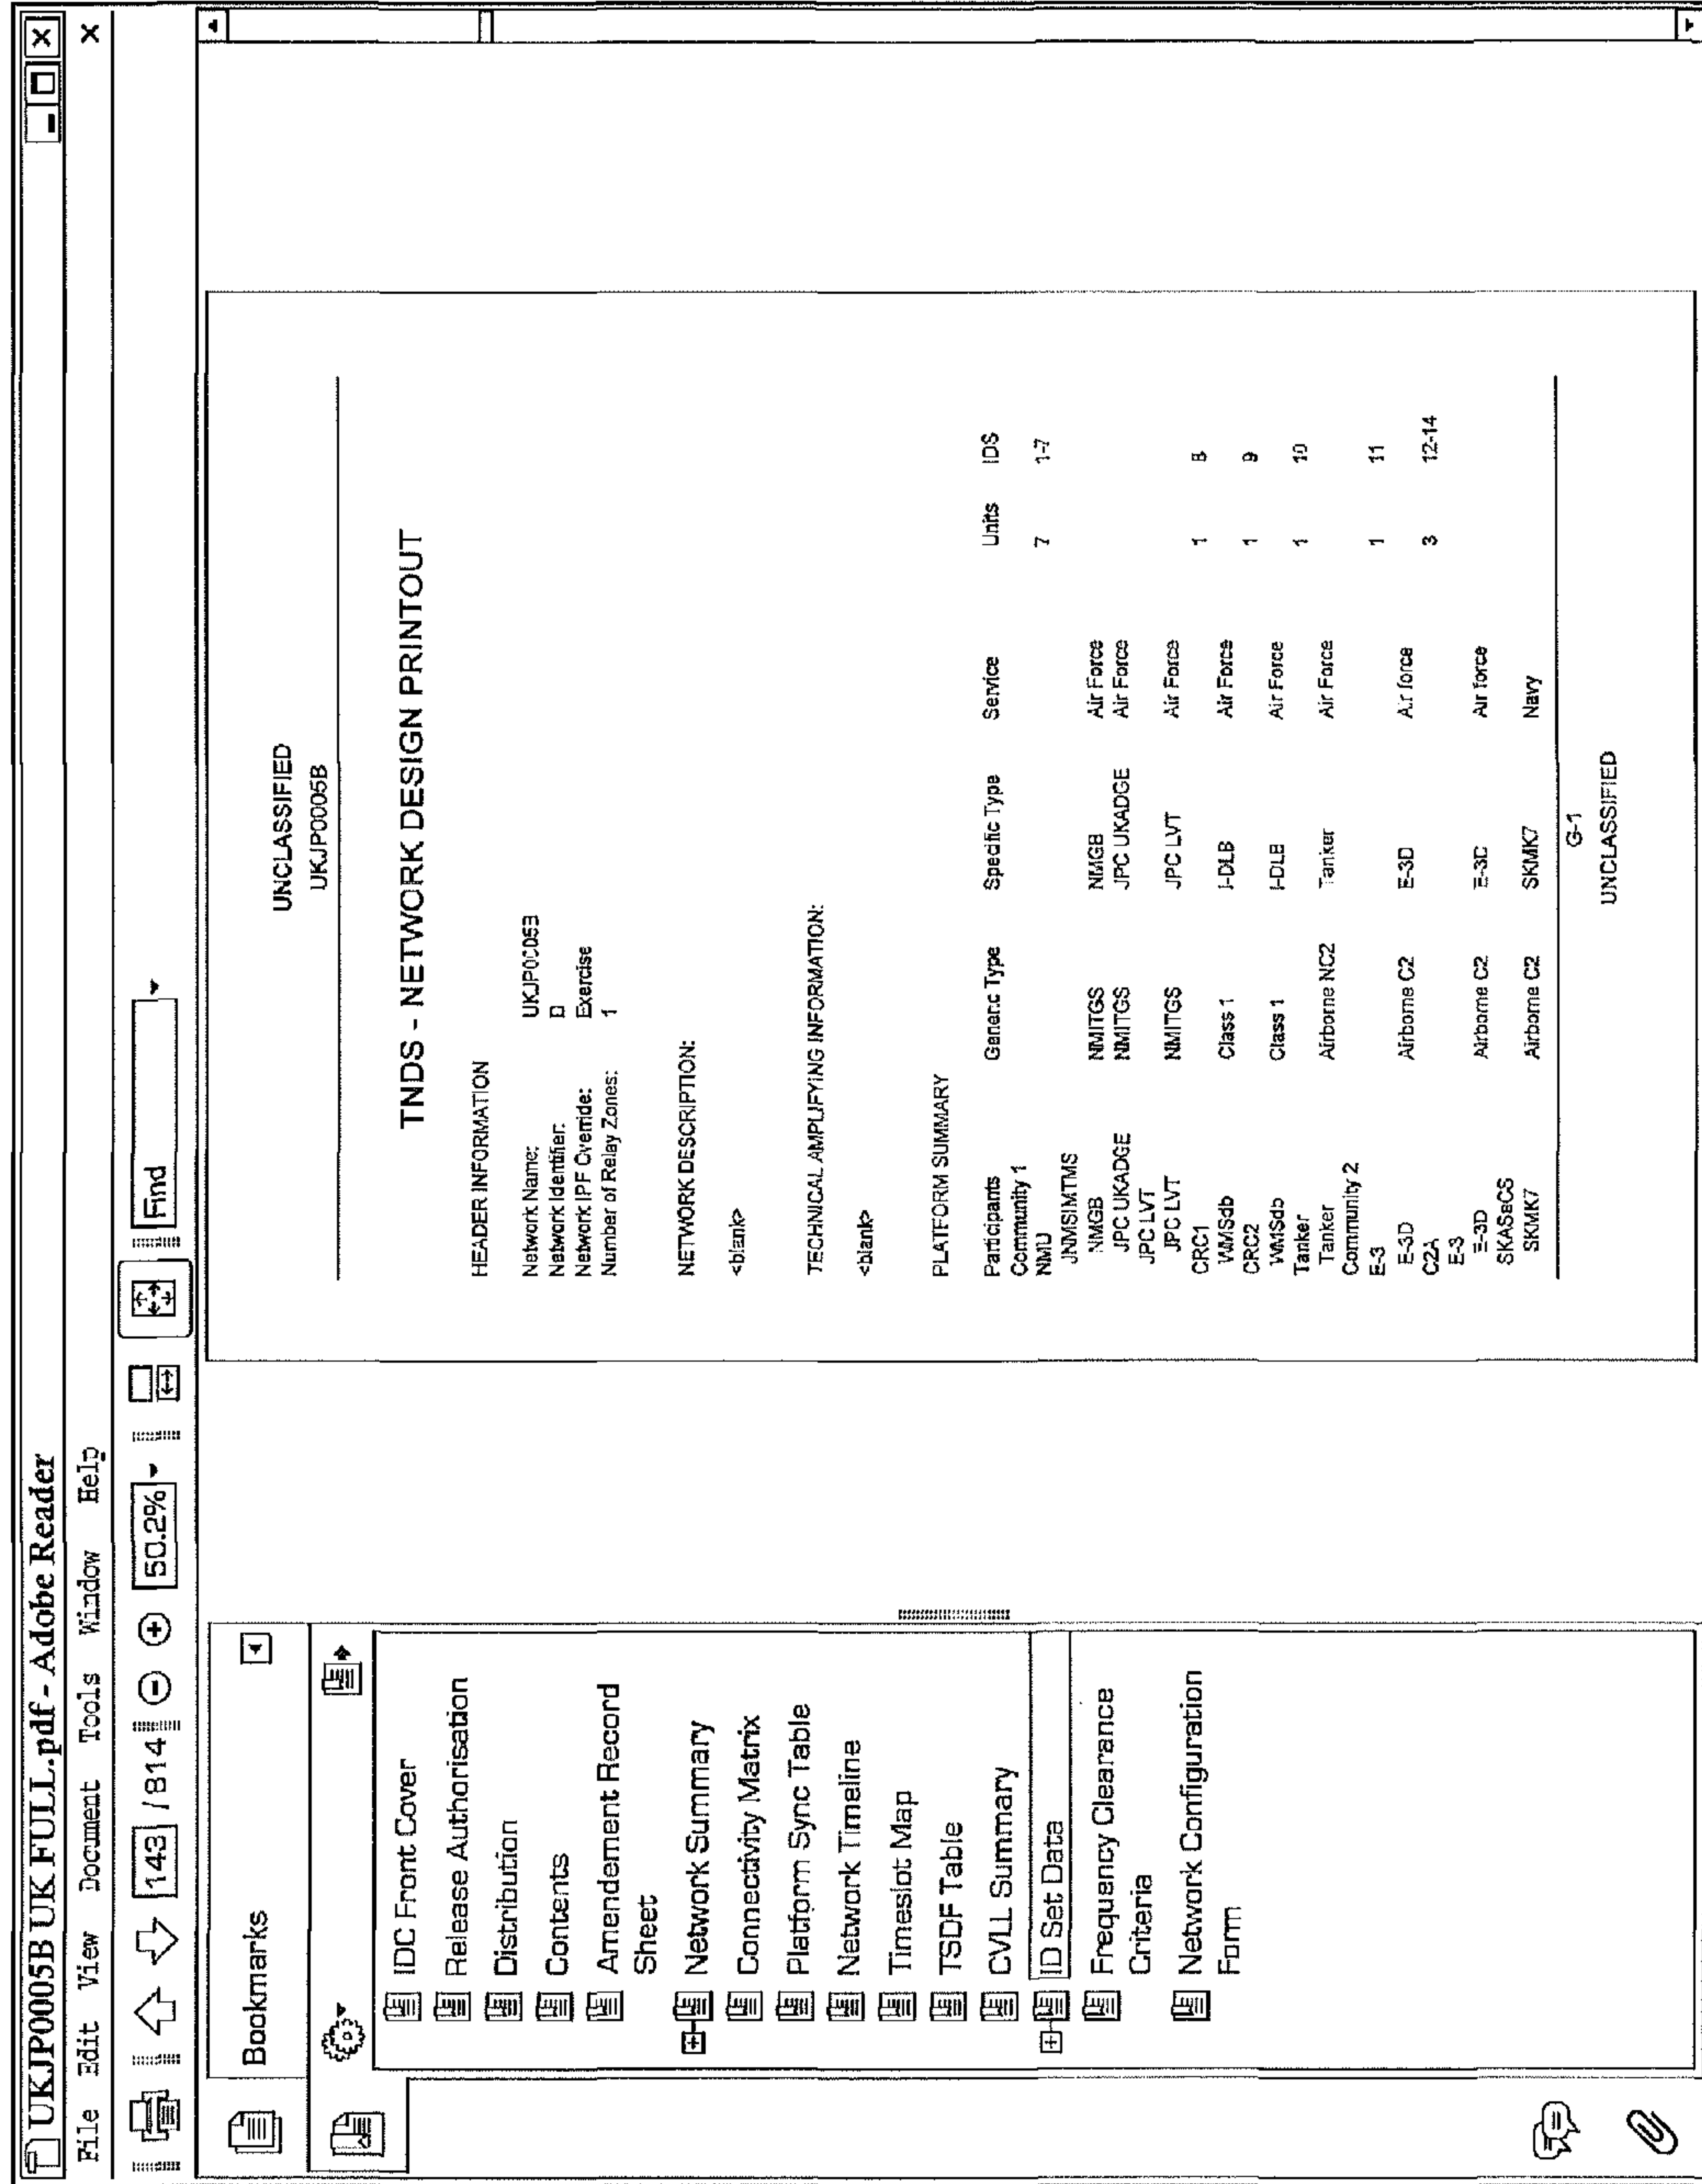 UKJP0005B UK FULL.pdf - Adobe Reader
File Edit View Document Tools Window Help
143 / 814 50.2% Find
Bookmarks
IDC Front Cover
Release Authorisation
Distribution
Contents
Amendement Record
Sheet
Network Summary
Connectivity Matrix
Platform Sync Table
Network Timeline
Timeslot Map
TSDF Table
CVLL Summary
ID Set Data
Frequency Clearance
Criteria
Network Configuration
Form
UNCLASSIFIED
UKJP0005B
TNDS - NETWORK DESIGN PRINTOUT
HEADER INFORMATION
Network Name: UKJP0005B
Network Identifier: D
Network IPF Override: Exercise
Number of Relay Zones: 1
NETWORK DESCRIPTION:
<blank>
TECHNICAL AMPLIFYING INFORMATION:
<blank>
PLATFORM SUMMARY
Participants Generic Type Specific Type Service Units IDS
Community 1
NMU 7 1-7
JNMSIMTMS
NMGB NMITGS NMGB Air Force
JPC UKADGE NMITGS JPC UKADGE Air Force
JPC LVT
JPC LVT NMITGS JPC LVT Air Force
CRC1 1 8
WMSdb Class 1 I-DLB Air Force
CRC2 1 9
WMSdb Class 1 I-DLB Air Force
Tanker 1 10
Tanker Airborne NC2 Tanker Air Force
Community 2
E-3 1 11
E-3D Airborne C2 E-3D Air force
C2A 3 12-14
E-3
E-3D Airborne C2 E-3D Air force
SKASaCS
SKMK7 Airborne C2 SKMK7 Navy
G-1
UNCLASSIFIED